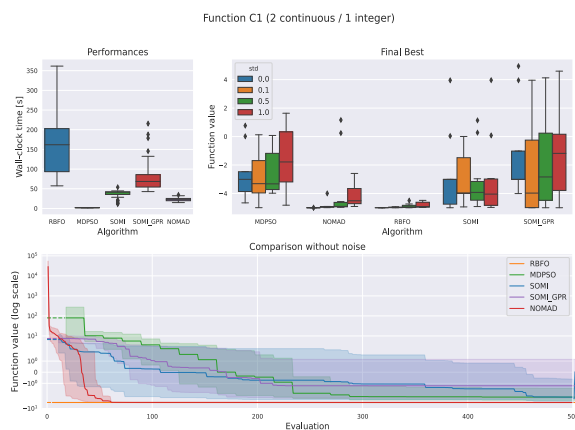 Function C1 (2 continuous / 1 integer)
Performances
Final Best
Wall-clock time [s]
350
300
250
200
150
100
50
0
RBFO
MDPSO
SOMI
SOMI_GPR
NOMAD
Algorithm
Function value
4
2
0
−2
−4
std
0.0
0.1
0.5
1.0
MDPSO
NOMAD
RBFO
SOMI
SOMI_GPR
Algorithm
Comparison without noise
Function value (log scale)
RBFO
MDPSO
SOMI
SOMI_GPR
NOMAD
0
100
200
300
400
500
Evaluation